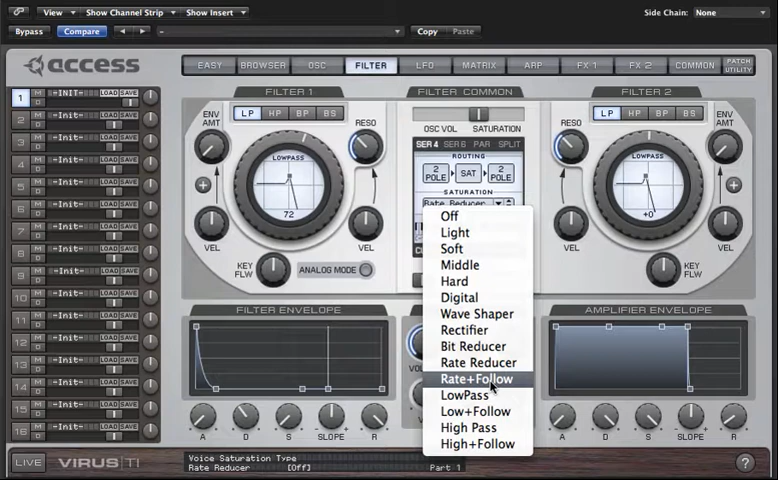 View Show Channel Strip Show Insert Side Chain: None
Bypass Compare - Copy Paste
access EASY BROWSER OSC FILTER LFO MATRIX ARP FX 1 FX 2 COMMON PATCH UTILITY
FILTER 1
FILTER COMMON
FILTER 2
1 M D -INIT- LOAD SAVE
2 M D -Init- LOAD SAVE
3 M D -Init- LOAD SAVE
4 M D -Init- LOAD SAVE
5 M D -Init- LOAD SAVE
6 M D -Init- LOAD SAVE
7 M D -Init- LOAD SAVE
8 M D -Init- LOAD SAVE
9 M D -Init- LOAD SAVE
10 M D -Init- LOAD SAVE
11 M D -Init- LOAD SAVE
12 M D -Init- LOAD SAVE
13 M D -Init- LOAD SAVE
14 M D -Init- LOAD SAVE
15 M D -Init- LOAD SAVE
16 M D -Init- LOAD SAVE
ENV AMT
LP HP BP BS
RESO
LOWPASS
72
VEL
VEL
KEY FLW
ANALOG MODE
OSC VOL SATURATION
SER 4 SER 6 PAR SPLIT
ROUTING
2 POLE SAT 2 POLE
SATURATION
Rate Reducer
Off
Light
Soft
Middle
Hard
Digital
Wave Shaper
Rectifier
Bit Reducer
Rate Reducer
Rate+Follow
LowPass
Low+Follow
High Pass
High+Follow
RESO
LP HP BP BS
ENV AMT
LOWPASS
+0
VEL
VEL
KEY FLW
FILTER ENVELOPE
A D S SLOPE R
AMPLIFIER ENVELOPE
A D S SLOPE R
LIVE VIRUS TI
Voice Saturation Type
Rate Reducer [Off] Part 1
?